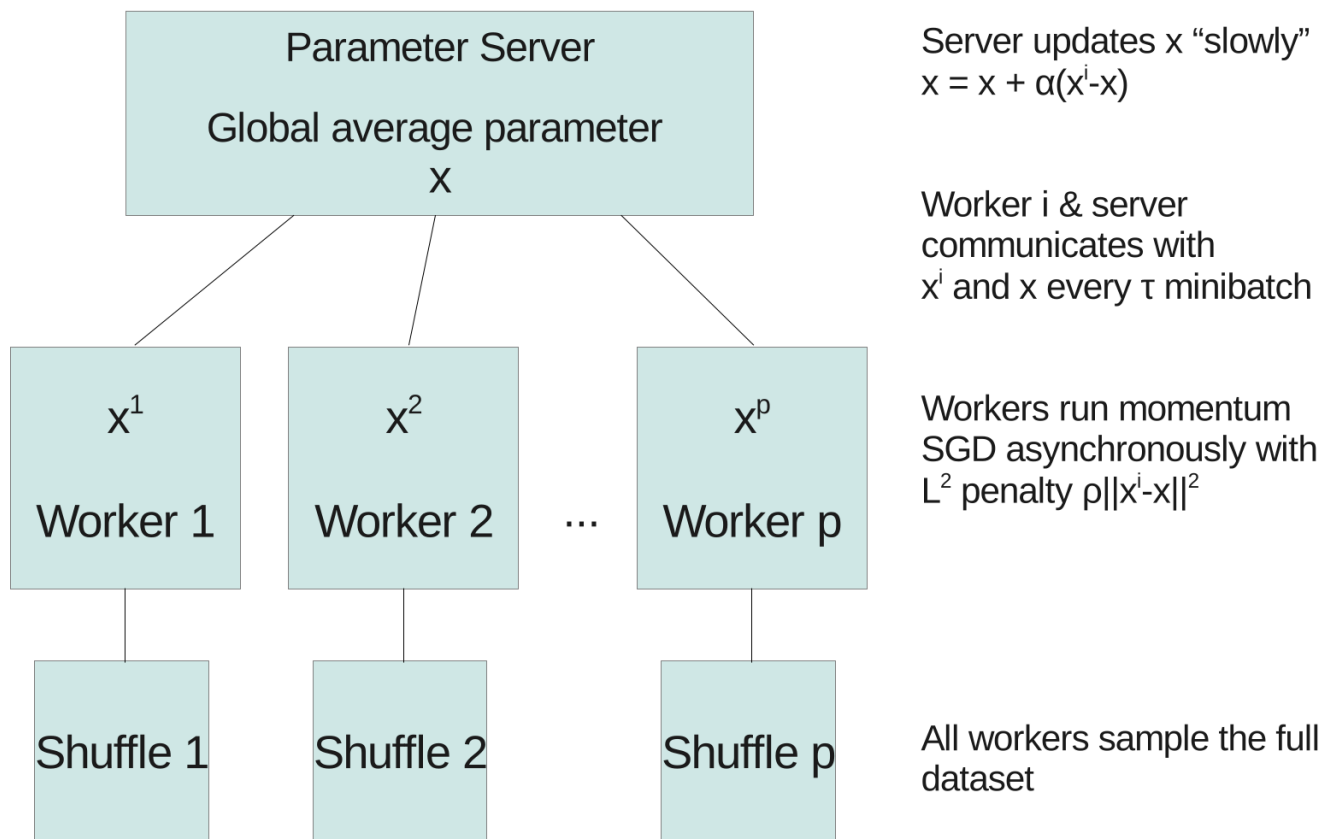 Parameter Server
Global average parameter
x
Server updates x “slowly”
x = x + α(xⁱ-x)
Worker i & server
communicates with
xⁱ and x every τ minibatch
x¹
Worker 1
x²
Worker 2
...
xᵖ
Worker p
Workers run momentum
SGD asynchronously with
L² penalty ρ||xⁱ-x||²
Shuffle 1
Shuffle 2
Shuffle p
All workers sample the full
dataset